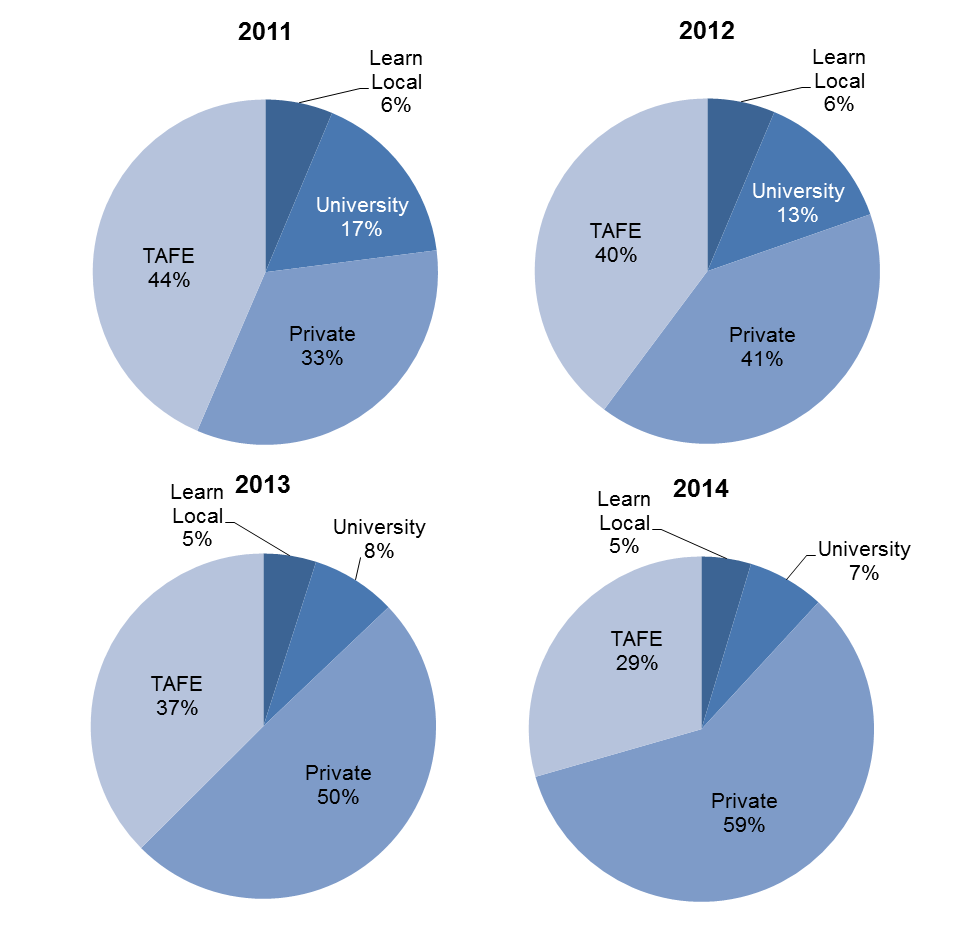 2011
Learn
Local
6%
University
17%
TAFE
44%
Private
33%
2012
Learn
Local
6%
University
13%
TAFE
40%
Private
41%
2013
Learn
Local
5%
University
8%
TAFE
37%
Private
50%
2014
Learn
Local
5%
University
7%
TAFE
29%
Private
59%